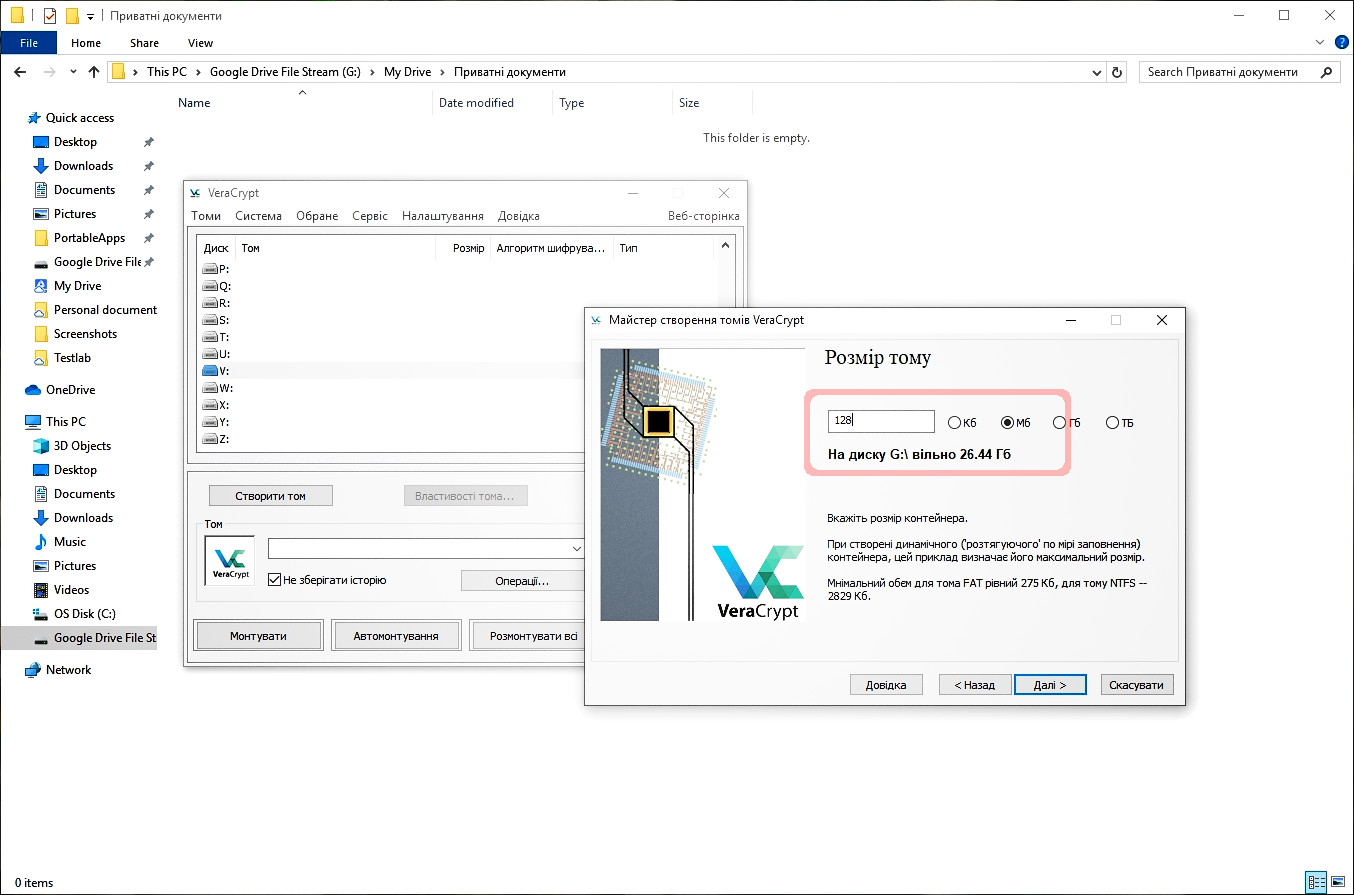 Приватні документи
File Home Share View
This PC > Google Drive File Stream (G:) > My Drive > Приватні документи
Search Приватні документи
Name Date modified Type Size
This folder is empty.
Quick access
Desktop
Downloads
Documents
Pictures
PortableApps
Google Drive File
My Drive
Personal document
Screenshots
Testlab
OneDrive
This PC
3D Objects
Desktop
Documents
Downloads
Music
Pictures
Videos
OS Disk (C:)
Google Drive File St
Network
0 items
VeraCrypt
Томи Система Обране Сервіс Налаштування Довідка Веб-сторінка
Диск Том Розмір Алгоритм шифрува... Тип
P:
Q:
R:
S:
T:
U:
V:
W:
X:
Y:
Z:
Створити том Властивості тома...
Том
VeraCrypt
Не зберігати історію Операції...
Монтувати Автомонтування Розмонтувати всі
Майстер створення томів VeraCrypt
Розмір тому
128 Кб Мб Гб ТБ
На диску G:\ вільно 26.44 Гб
Вкажіть розмір контейнера.
При створені динамічного ('розтягуючого' по мірі заповнення)
контейнера, цей приклад визначає його максимальний розмір.
Мнімальний обєм для тома FAT рівний 275 Кб, для тому NTFS --
2829 Кб.
VeraCrypt
Довідка < Назад Далі > Скасувати